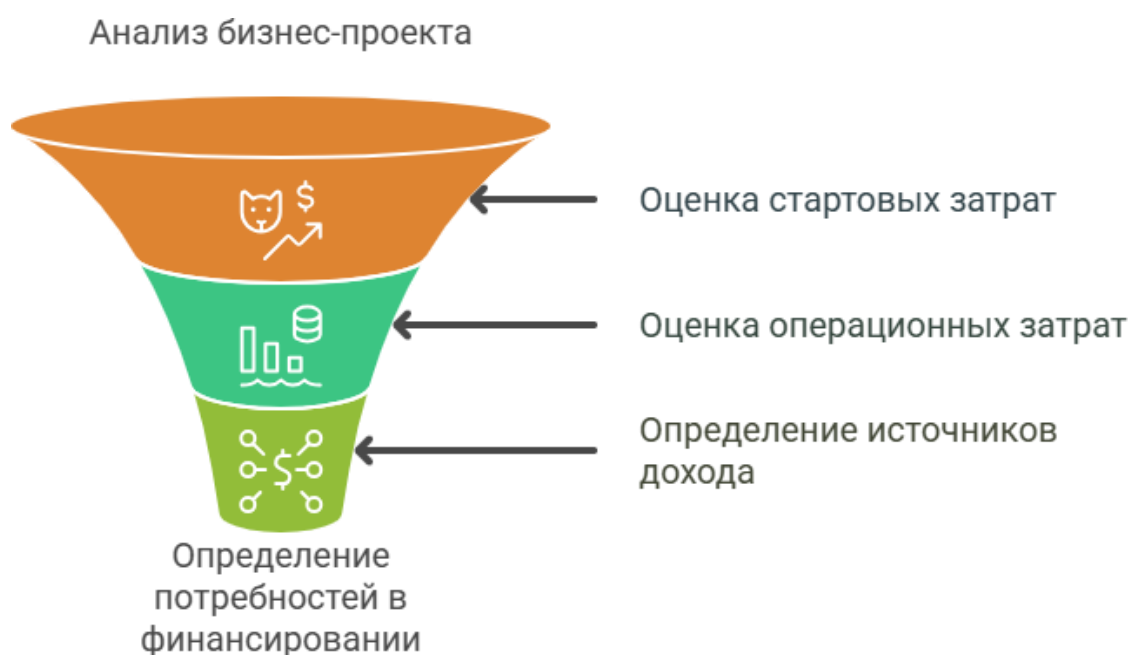 Анализ бизнес-проекта
$
Оценка стартовых затрат
Оценка операционных затрат
$
Определение источников
дохода
Определение
потребностей в
финансировании